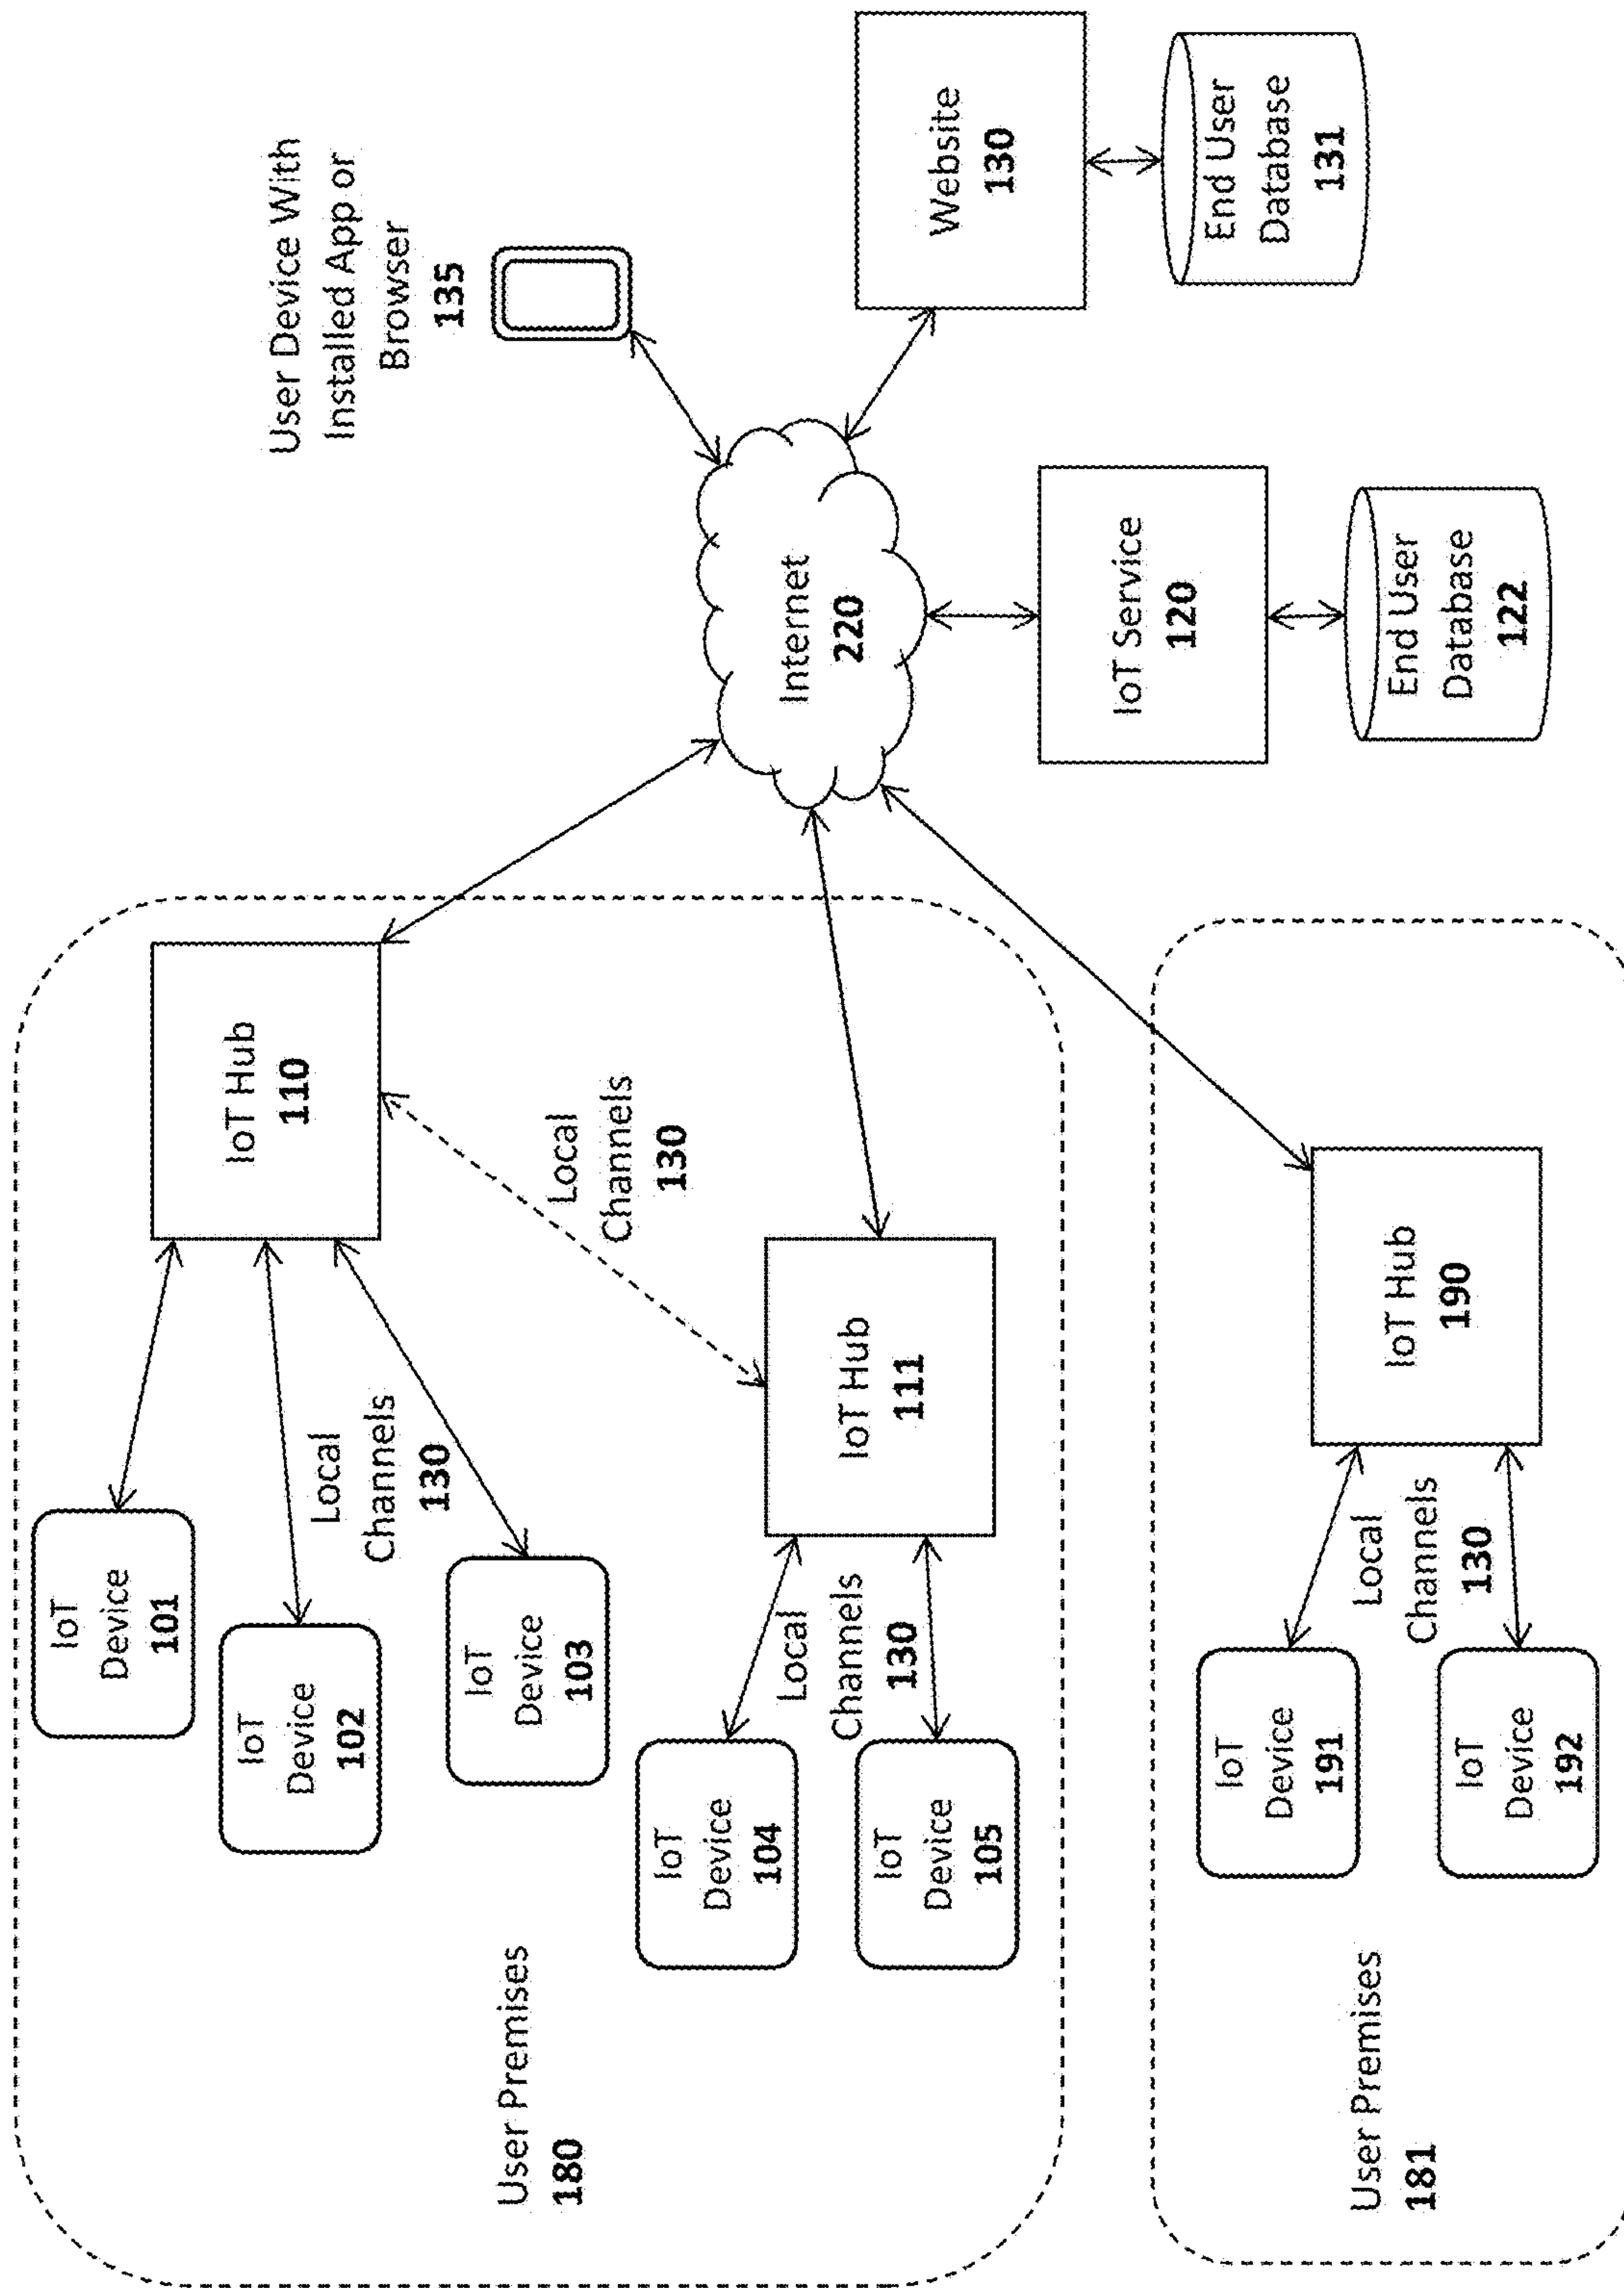 IoT
Device
101
IoT
Device
102
IoT
Device
103
Local
Channels
130
IoT Hub
110
User Device With
Installed App or
Browser
135
Local
Channels
130
User Premises
180
IoT
Device
104
IoT
Device
105
Local
Channels
130
IoT Hub
111
Internet
220
Website
130
End User
Database
131
IoT Service
120
End User
Database
122
User Premises
181
IoT
Device
191
IoT
Device
192
Local
Channels
130
IoT Hub
190